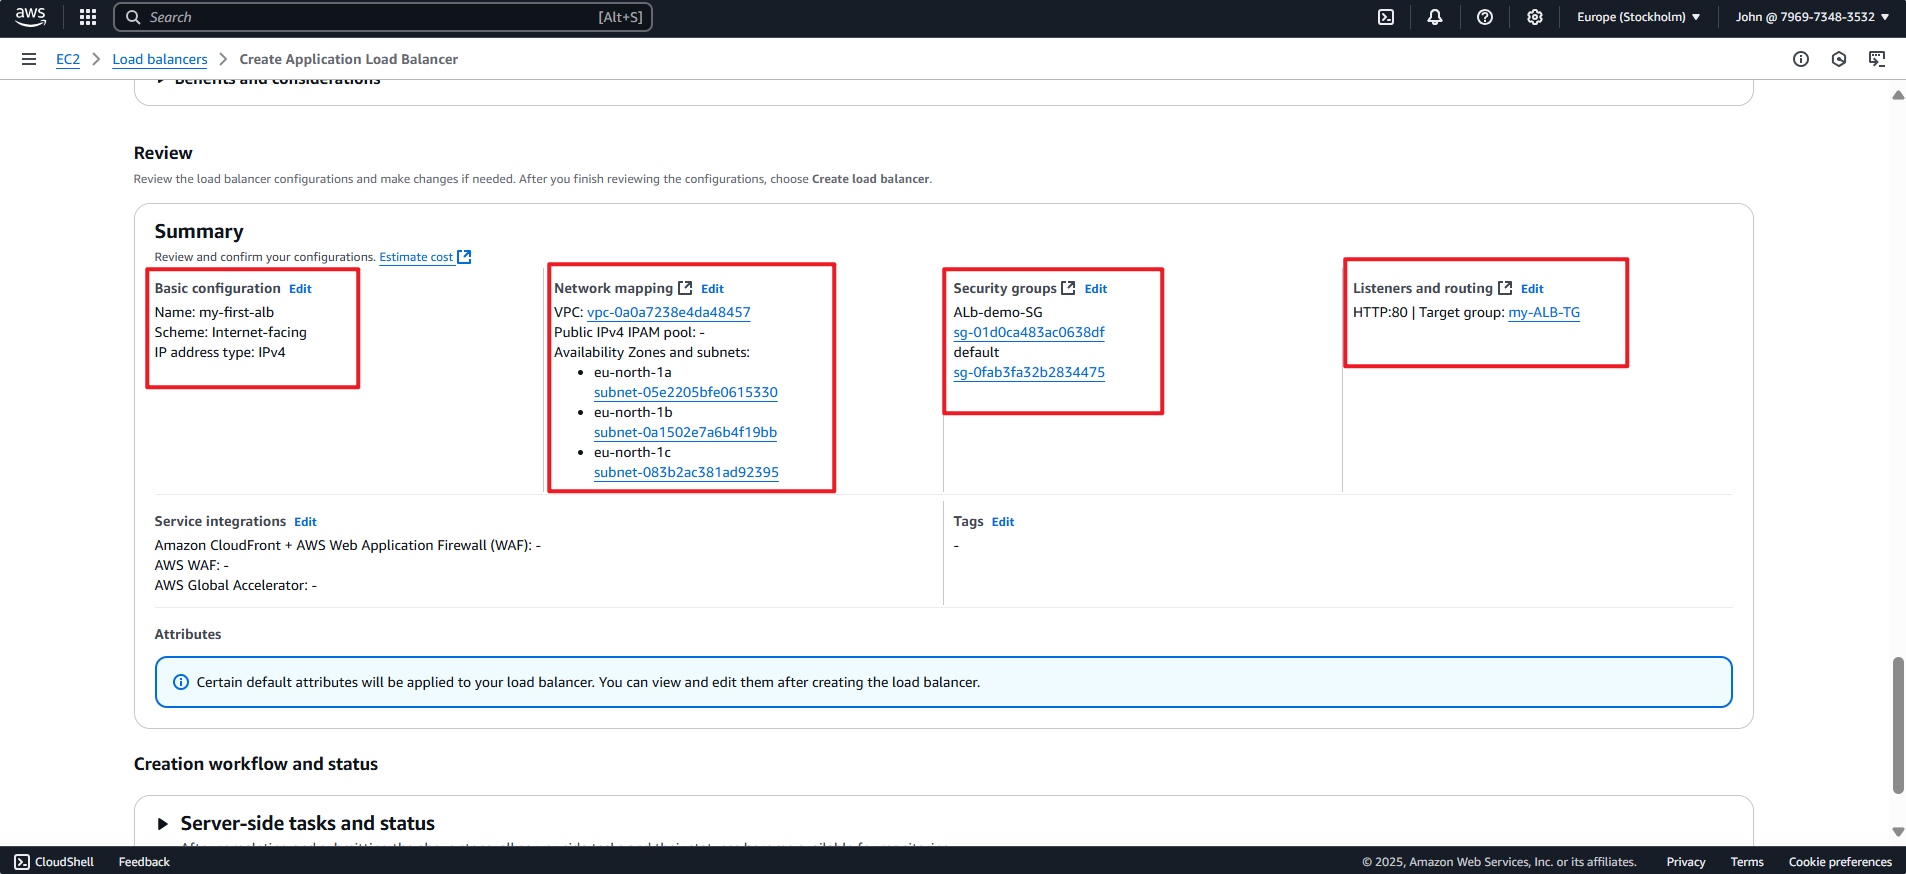 aws
Search [Alt+S]
Europe (Stockholm)
John @ 7969-7348-3532
EC2
Load balancers
Create Application Load Balancer
Benefits and considerations
Review
Review the load balancer configurations and make changes if needed. After you finish reviewing the configurations, choose Create load balancer.
Summary
Review and confirm your configurations. Estimate cost
Basic configuration Edit
Name: my-first-alb
Scheme: Internet-facing
IP address type: IPv4
Network mapping Edit
VPC: vpc-0a0a7238e4da48457
Public IPv4 IPAM pool: -
Availability Zones and subnets:
• eu-north-1a
subnet-05e2205bfe0615330
• eu-north-1b
subnet-0a1502e7a6b4f19bb
• eu-north-1c
subnet-083b2ac381ad92395
Security groups Edit
ALb-demo-SG
sg-01d0ca483ac0638df
default
sg-0fab3fa32b2834475
Listeners and routing Edit
HTTP:80 | Target group: my-ALB-TG
Service integrations Edit
Amazon CloudFront + AWS Web Application Firewall (WAF): -
AWS WAF: -
AWS Global Accelerator: -
Tags Edit
-
Attributes
Certain default attributes will be applied to your load balancer. You can view and edit them after creating the load balancer.
Creation workflow and status
Server-side tasks and status
CloudShell
Feedback
© 2025, Amazon Web Services, Inc. or its affiliates.
Privacy
Terms
Cookie preferences